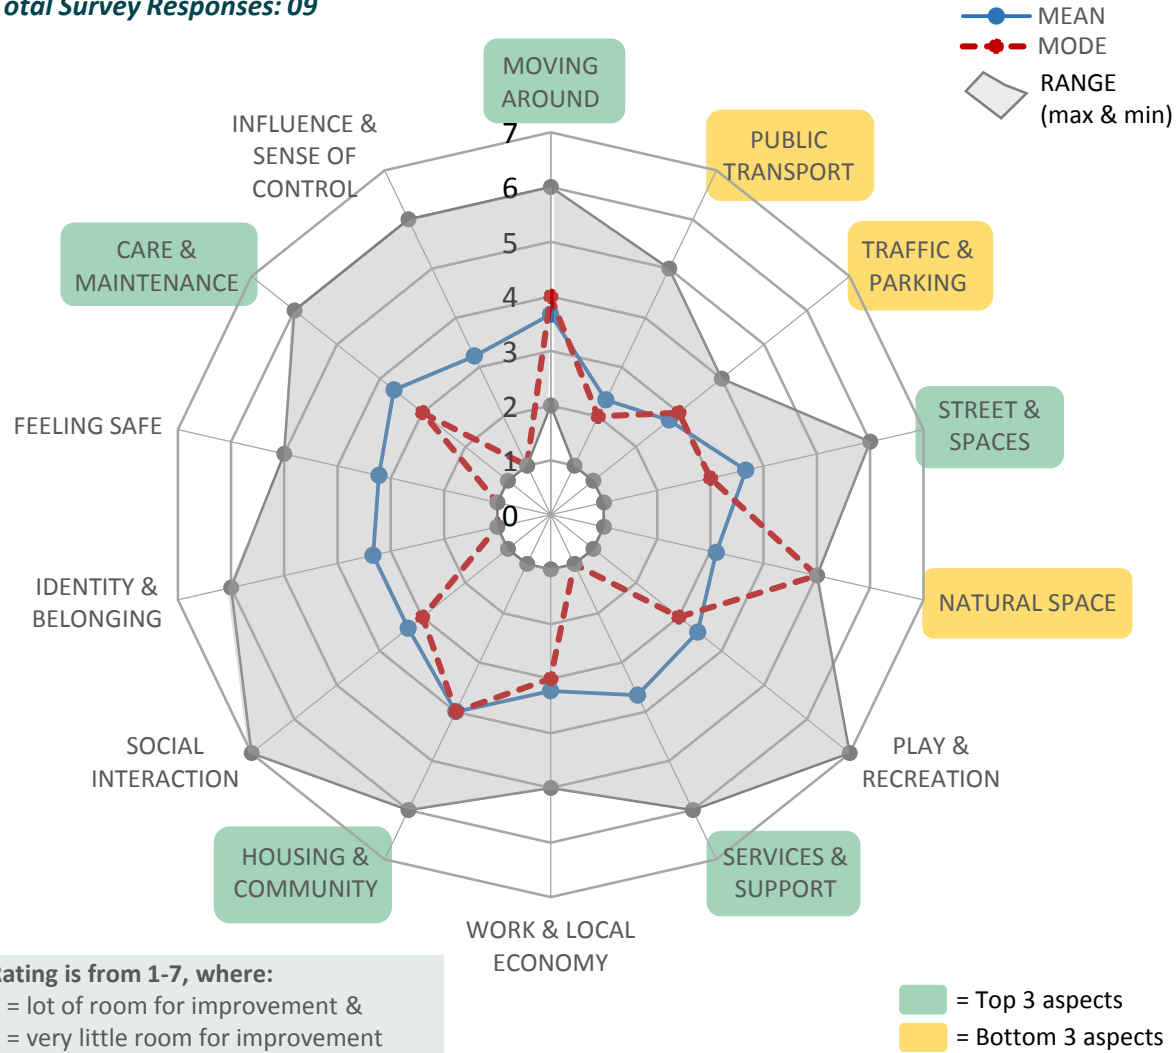 Total Survey Responses: 09
MEAN
MODE
RANGE
(max & min)
MOVING
AROUND
PUBLIC
TRANSPORT
TRAFFIC &
PARKING
STREET &
SPACES
NATURAL SPACE
PLAY &
RECREATION
SERVICES &
SUPPORT
WORK & LOCAL
ECONOMY
HOUSING &
COMMUNITY
SOCIAL
INTERACTION
IDENTITY &
BELONGING
FEELING SAFE
CARE &
MAINTENANCE
INFLUENCE &
SENSE OF
CONTROL
7
6
5
4
3
2
1
0
Rating is from 1-7, where:
= lot of room for improvement &
= very little room for improvement
= Top 3 aspects
= Bottom 3 aspects